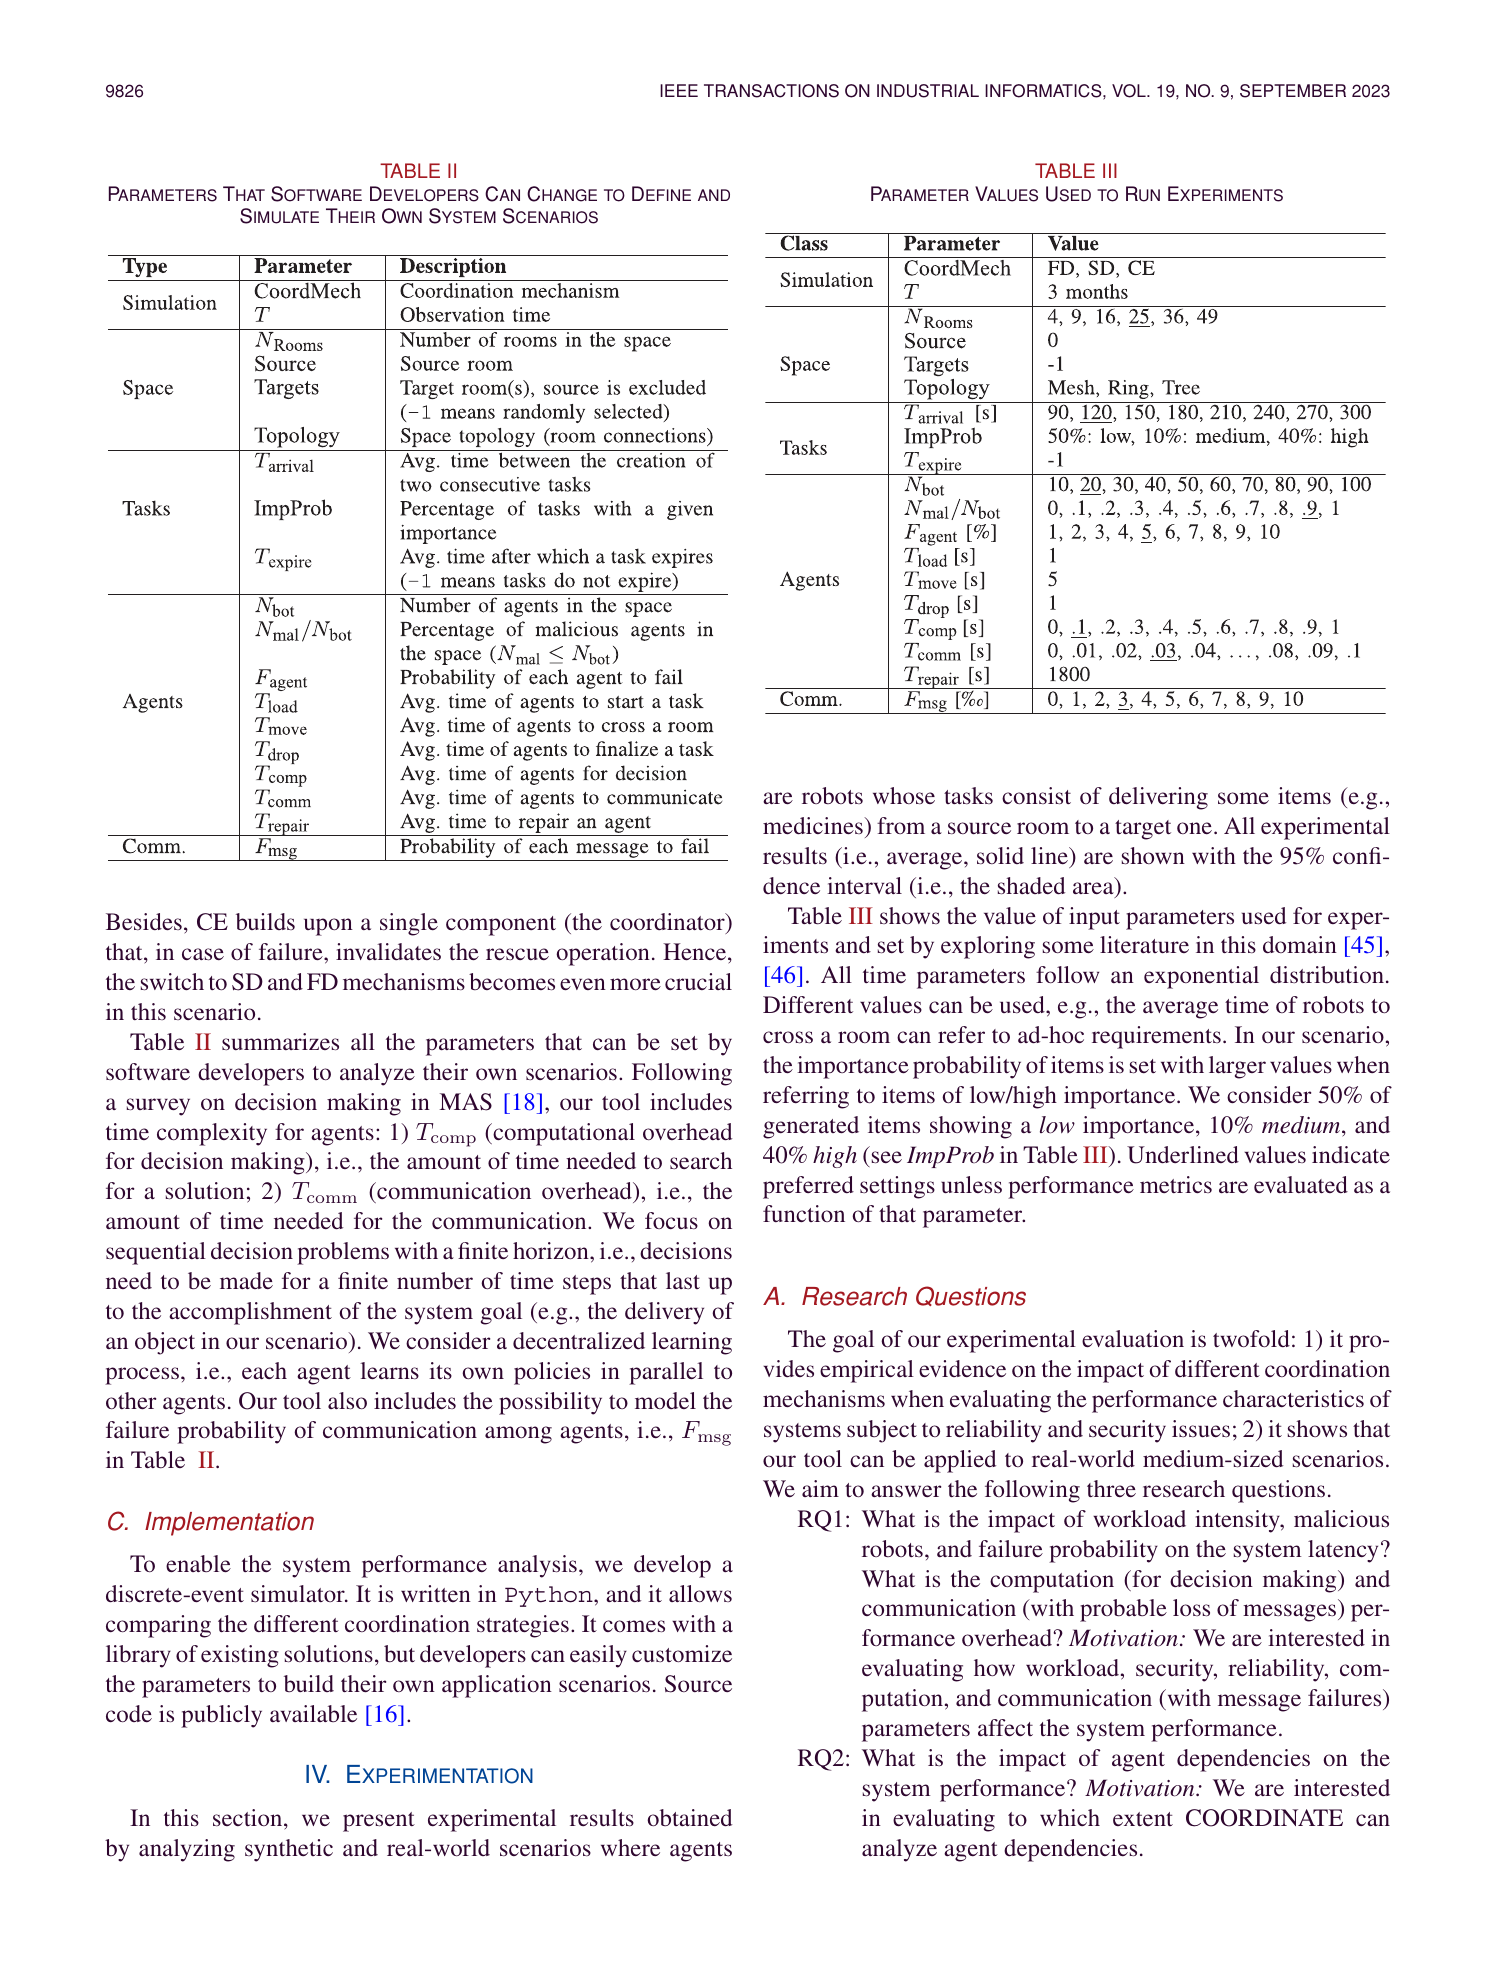 9826
IEEE TRANSACTIONS ON INDUSTRIAL INFORMATICS, VOL. 19, NO. 9, SEPTEMBER 2023
TABLE II
PARAMETERS THAT SOFTWARE DEVELOPERS CAN CHANGE TO DEFINE AND
SIMULATE THEIR OWN SYSTEM SCENARIOS
Type Parameter Description
Simulation
CoordMech Coordination mechanism
T Observation time
Space
N_Rooms Number of rooms in the space
Source Source room
Targets Target room(s), source is excluded
(−1 means randomly selected)
Topology Space topology (room connections)
Tasks
T_arrival Avg. time between the creation of
two consecutive tasks
ImpProb Percentage of tasks with a given
importance
T_expire Avg. time after which a task expires
(−1 means tasks do not expire)
Agents
N_bot Number of agents in the space
N_mal/N_bot Percentage of malicious agents in
the space (N_mal ≤ N_bot)
F_agent Probability of each agent to fail
T_load Avg. time of agents to start a task
T_move Avg. time of agents to cross a room
T_drop Avg. time of agents to finalize a task
T_comp Avg. time of agents for decision
T_comm Avg. time of agents to communicate
T_repair Avg. time to repair an agent
Comm. F_msg Probability of each message to fail
Besides, CE builds upon a single component (the coordinator)
that, in case of failure, invalidates the rescue operation. Hence,
the switch to SD and FD mechanisms becomes even more crucial
in this scenario.
Table II summarizes all the parameters that can be set by
software developers to analyze their own scenarios. Following
a survey on decision making in MAS [18], our tool includes
time complexity for agents: 1) T_comp (computational overhead
for decision making), i.e., the amount of time needed to search
for a solution; 2) T_comm (communication overhead), i.e., the
amount of time needed for the communication. We focus on
sequential decision problems with a finite horizon, i.e., decisions
need to be made for a finite number of time steps that last up
to the accomplishment of the system goal (e.g., the delivery of
an object in our scenario). We consider a decentralized learning
process, i.e., each agent learns its own policies in parallel to
other agents. Our tool also includes the possibility to model the
failure probability of communication among agents, i.e., F_msg
in Table II.
C. Implementation
To enable the system performance analysis, we develop a
discrete-event simulator. It is written in Python, and it allows
comparing the different coordination strategies. It comes with a
library of existing solutions, but developers can easily customize
the parameters to build their own application scenarios. Source
code is publicly available [16].
IV. EXPERIMENTATION
In this section, we present experimental results obtained
by analyzing synthetic and real-world scenarios where agents
TABLE III
PARAMETER VALUES USED TO RUN EXPERIMENTS
Class Parameter Value
Simulation
CoordMech FD, SD, CE
T 3 months
Space
N_Rooms 4, 9, 16, 25, 36, 49
Source 0
Targets -1
Topology Mesh, Ring, Tree
Tasks
T_arrival [s] 90, 120, 150, 180, 210, 240, 270, 300
ImpProb 50%: low, 10%: medium, 40%: high
T_expire -1
Agents
N_bot 10, 20, 30, 40, 50, 60, 70, 80, 90, 100
N_mal/N_bot 0, .1, .2, .3, .4, .5, .6, .7, .8, .9, 1
F_agent [%] 1, 2, 3, 4, 5, 6, 7, 8, 9, 10
T_load [s] 1
T_move [s] 5
T_drop [s] 1
T_comp [s] 0, .1, .2, .3, .4, .5, .6, .7, .8, .9, 1
T_comm [s] 0, .01, .02, .03, .04, ..., .08, .09, .1
T_repair [s] 1800
Comm. F_msg [‰] 0, 1, 2, 3, 4, 5, 6, 7, 8, 9, 10
are robots whose tasks consist of delivering some items (e.g.,
medicines) from a source room to a target one. All experimental
results (i.e., average, solid line) are shown with the 95% confi-
dence interval (i.e., the shaded area).
Table III shows the value of input parameters used for exper-
iments and set by exploring some literature in this domain [45],
[46]. All time parameters follow an exponential distribution.
Different values can be used, e.g., the average time of robots to
cross a room can refer to ad-hoc requirements. In our scenario,
the importance probability of items is set with larger values when
referring to items of low/high importance. We consider 50% of
generated items showing a low importance, 10% medium, and
40% high (see ImpProb in Table III). Underlined values indicate
preferred settings unless performance metrics are evaluated as a
function of that parameter.
A. Research Questions
The goal of our experimental evaluation is twofold: 1) it pro-
vides empirical evidence on the impact of different coordination
mechanisms when evaluating the performance characteristics of
systems subject to reliability and security issues; 2) it shows that
our tool can be applied to real-world medium-sized scenarios.
We aim to answer the following three research questions.
RQ1: What is the impact of workload intensity, malicious
robots, and failure probability on the system latency?
What is the computation (for decision making) and
communication (with probable loss of messages) per-
formance overhead? Motivation: We are interested in
evaluating how workload, security, reliability, com-
putation, and communication (with message failures)
parameters affect the system performance.
RQ2: What is the impact of agent dependencies on the
system performance? Motivation: We are interested
in evaluating to which extent COORDINATE can
analyze agent dependencies.